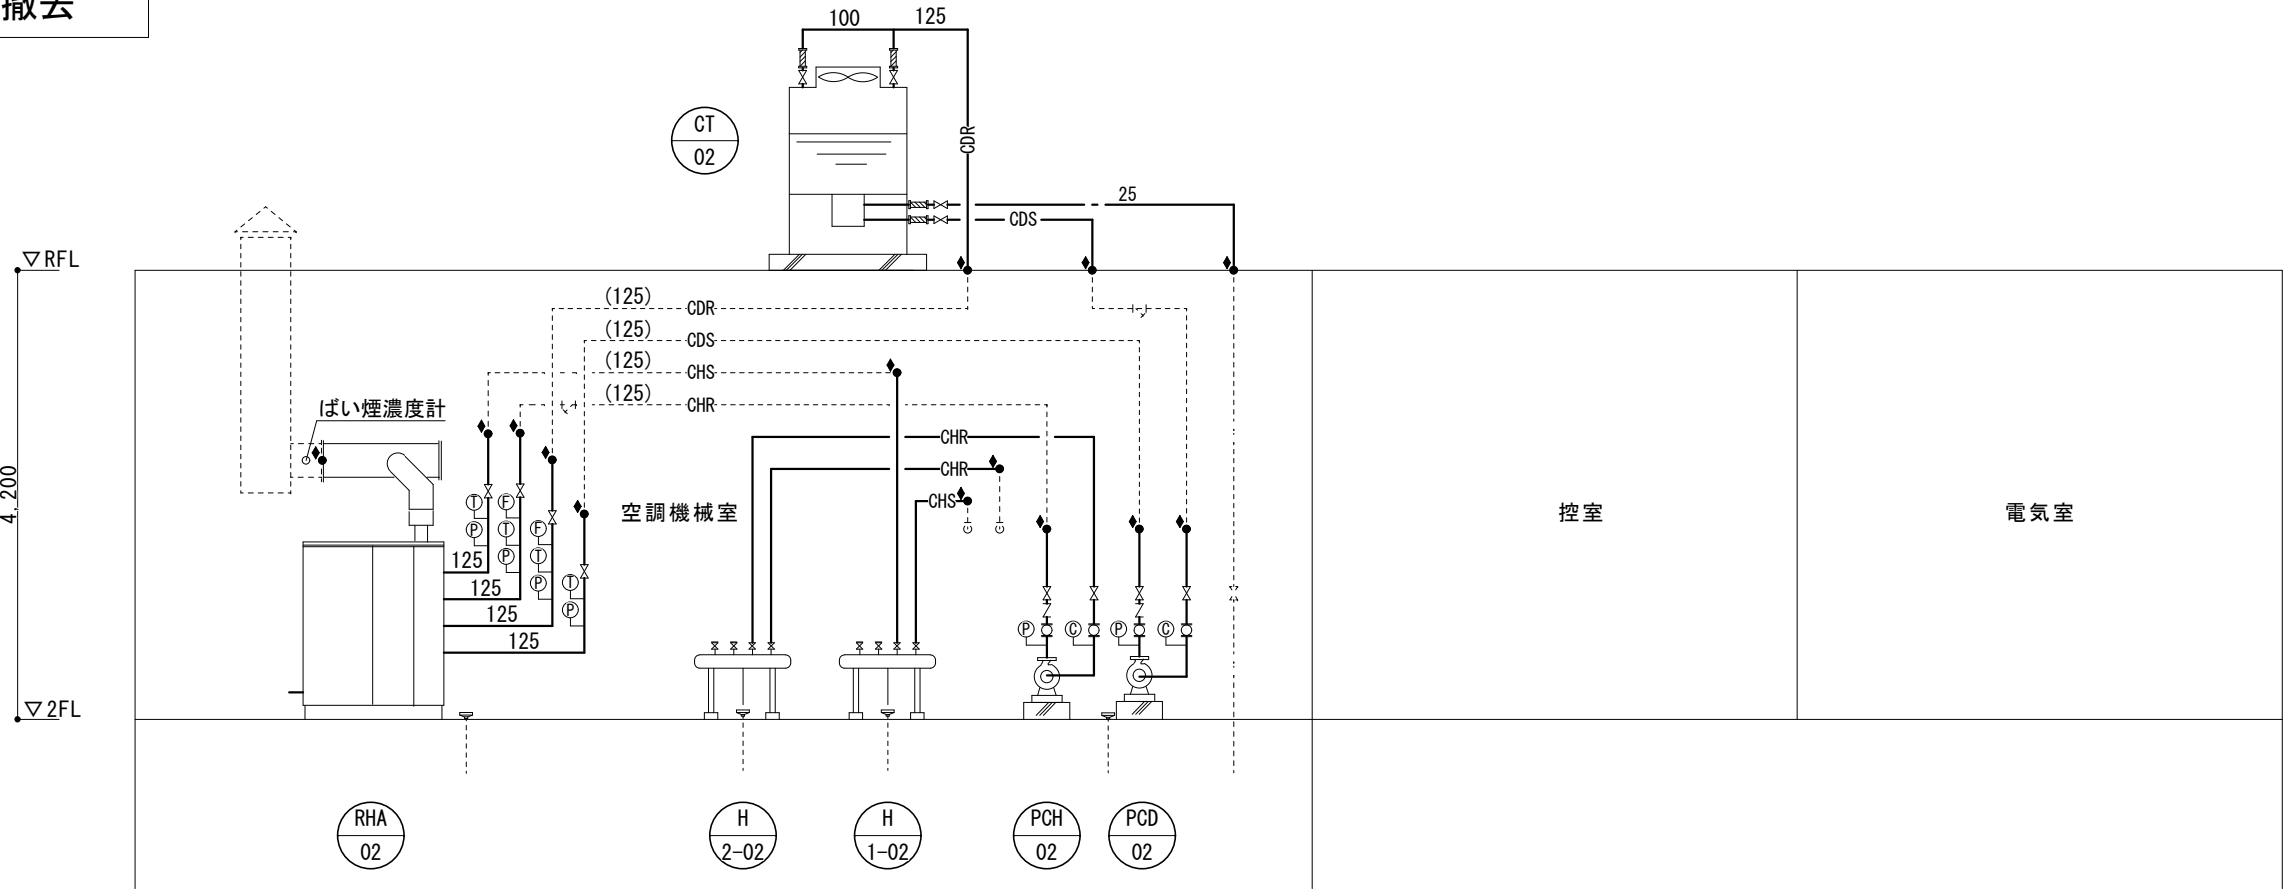 撤去
100
125
CT
02
CDR
25
CDS
▽RFL
(125)
CDR
(125)
CDS
(125)
CHS
(125)
CHR
ばい煙濃度計
CHR
CHR
CHS
4,200
空調機械室
控室
電気室
T
P
F
T
P
F
T
P
T
P
125
125
125
125
G
G
P
C
P
C
▽2FL
RHA
02
H
2-02
H
1-02
PCH
02
PCD
02